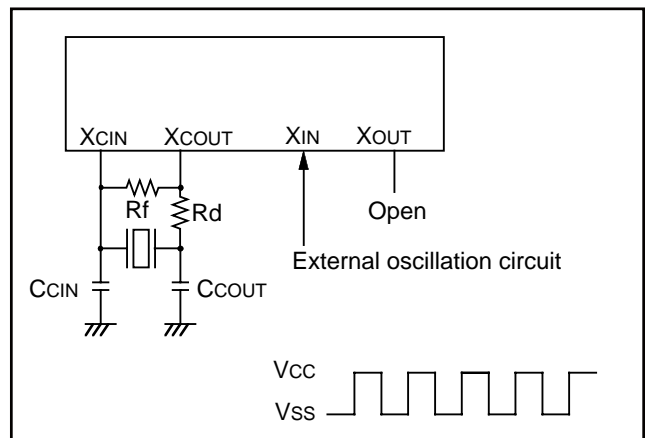 XCIN XCOUT XIN XOUT
Rf Rd
Open
External oscillation circuit
CCIN CCOUT
VCC
VSS